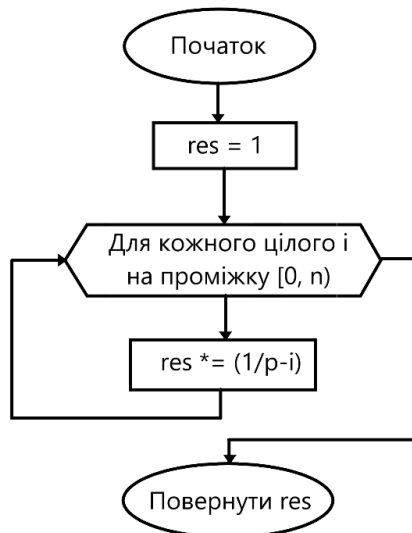 Початок
res = 1
Для кожного цілого i
на проміжку [0, n)
res *= (1/p-i)
Повернути res